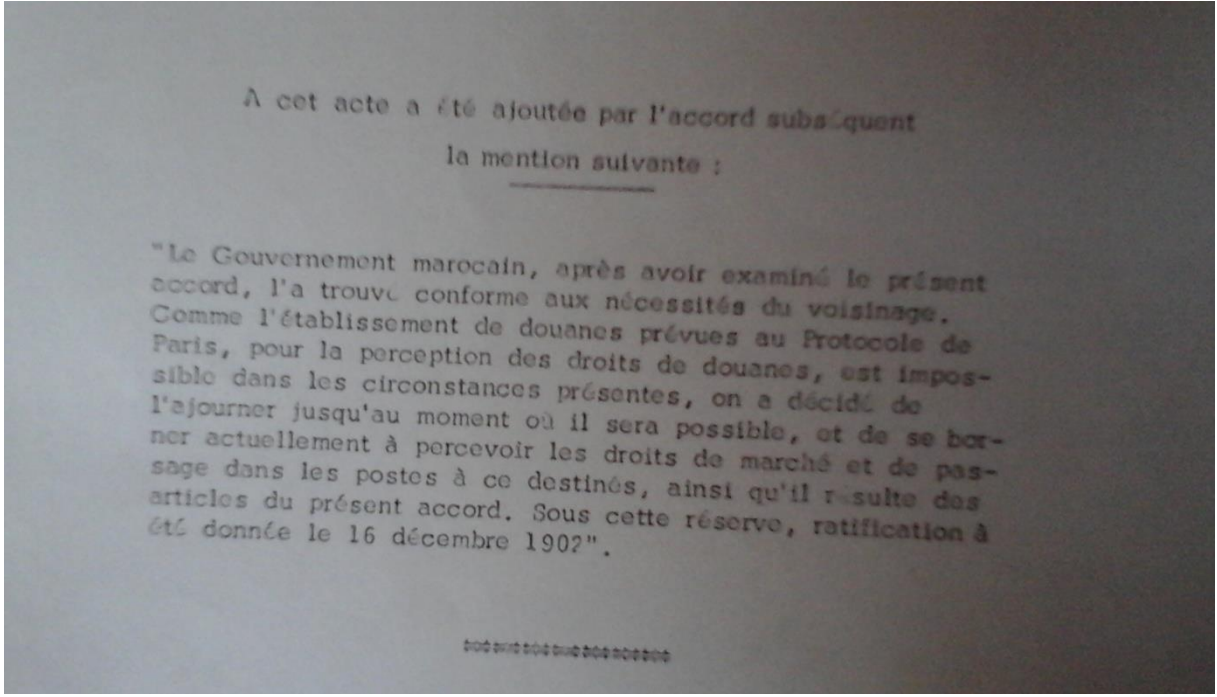 A cet acte a été ajoutée par l'accord subséquent
la mention suivante :
"Le Gouvernement marocain, après avoir examiné le présent
accord, l'a trouvé conforme aux nécessités du voisinage.
Comme l'établissement de douanes prévues au Protocole de
Paris, pour la perception des droits de douanes, est impos-
sible dans les circonstances présentes, on a décidé de
l'ajourner jusqu'au moment où il sera possible, et de se bor-
ner actuellement à percevoir les droits de marché et de pas-
sage dans les postes à ce destinés, ainsi qu'il résulte des
articles du présent accord. Sous cette réserve, ratification à
été donnée le 16 décembre 1902".